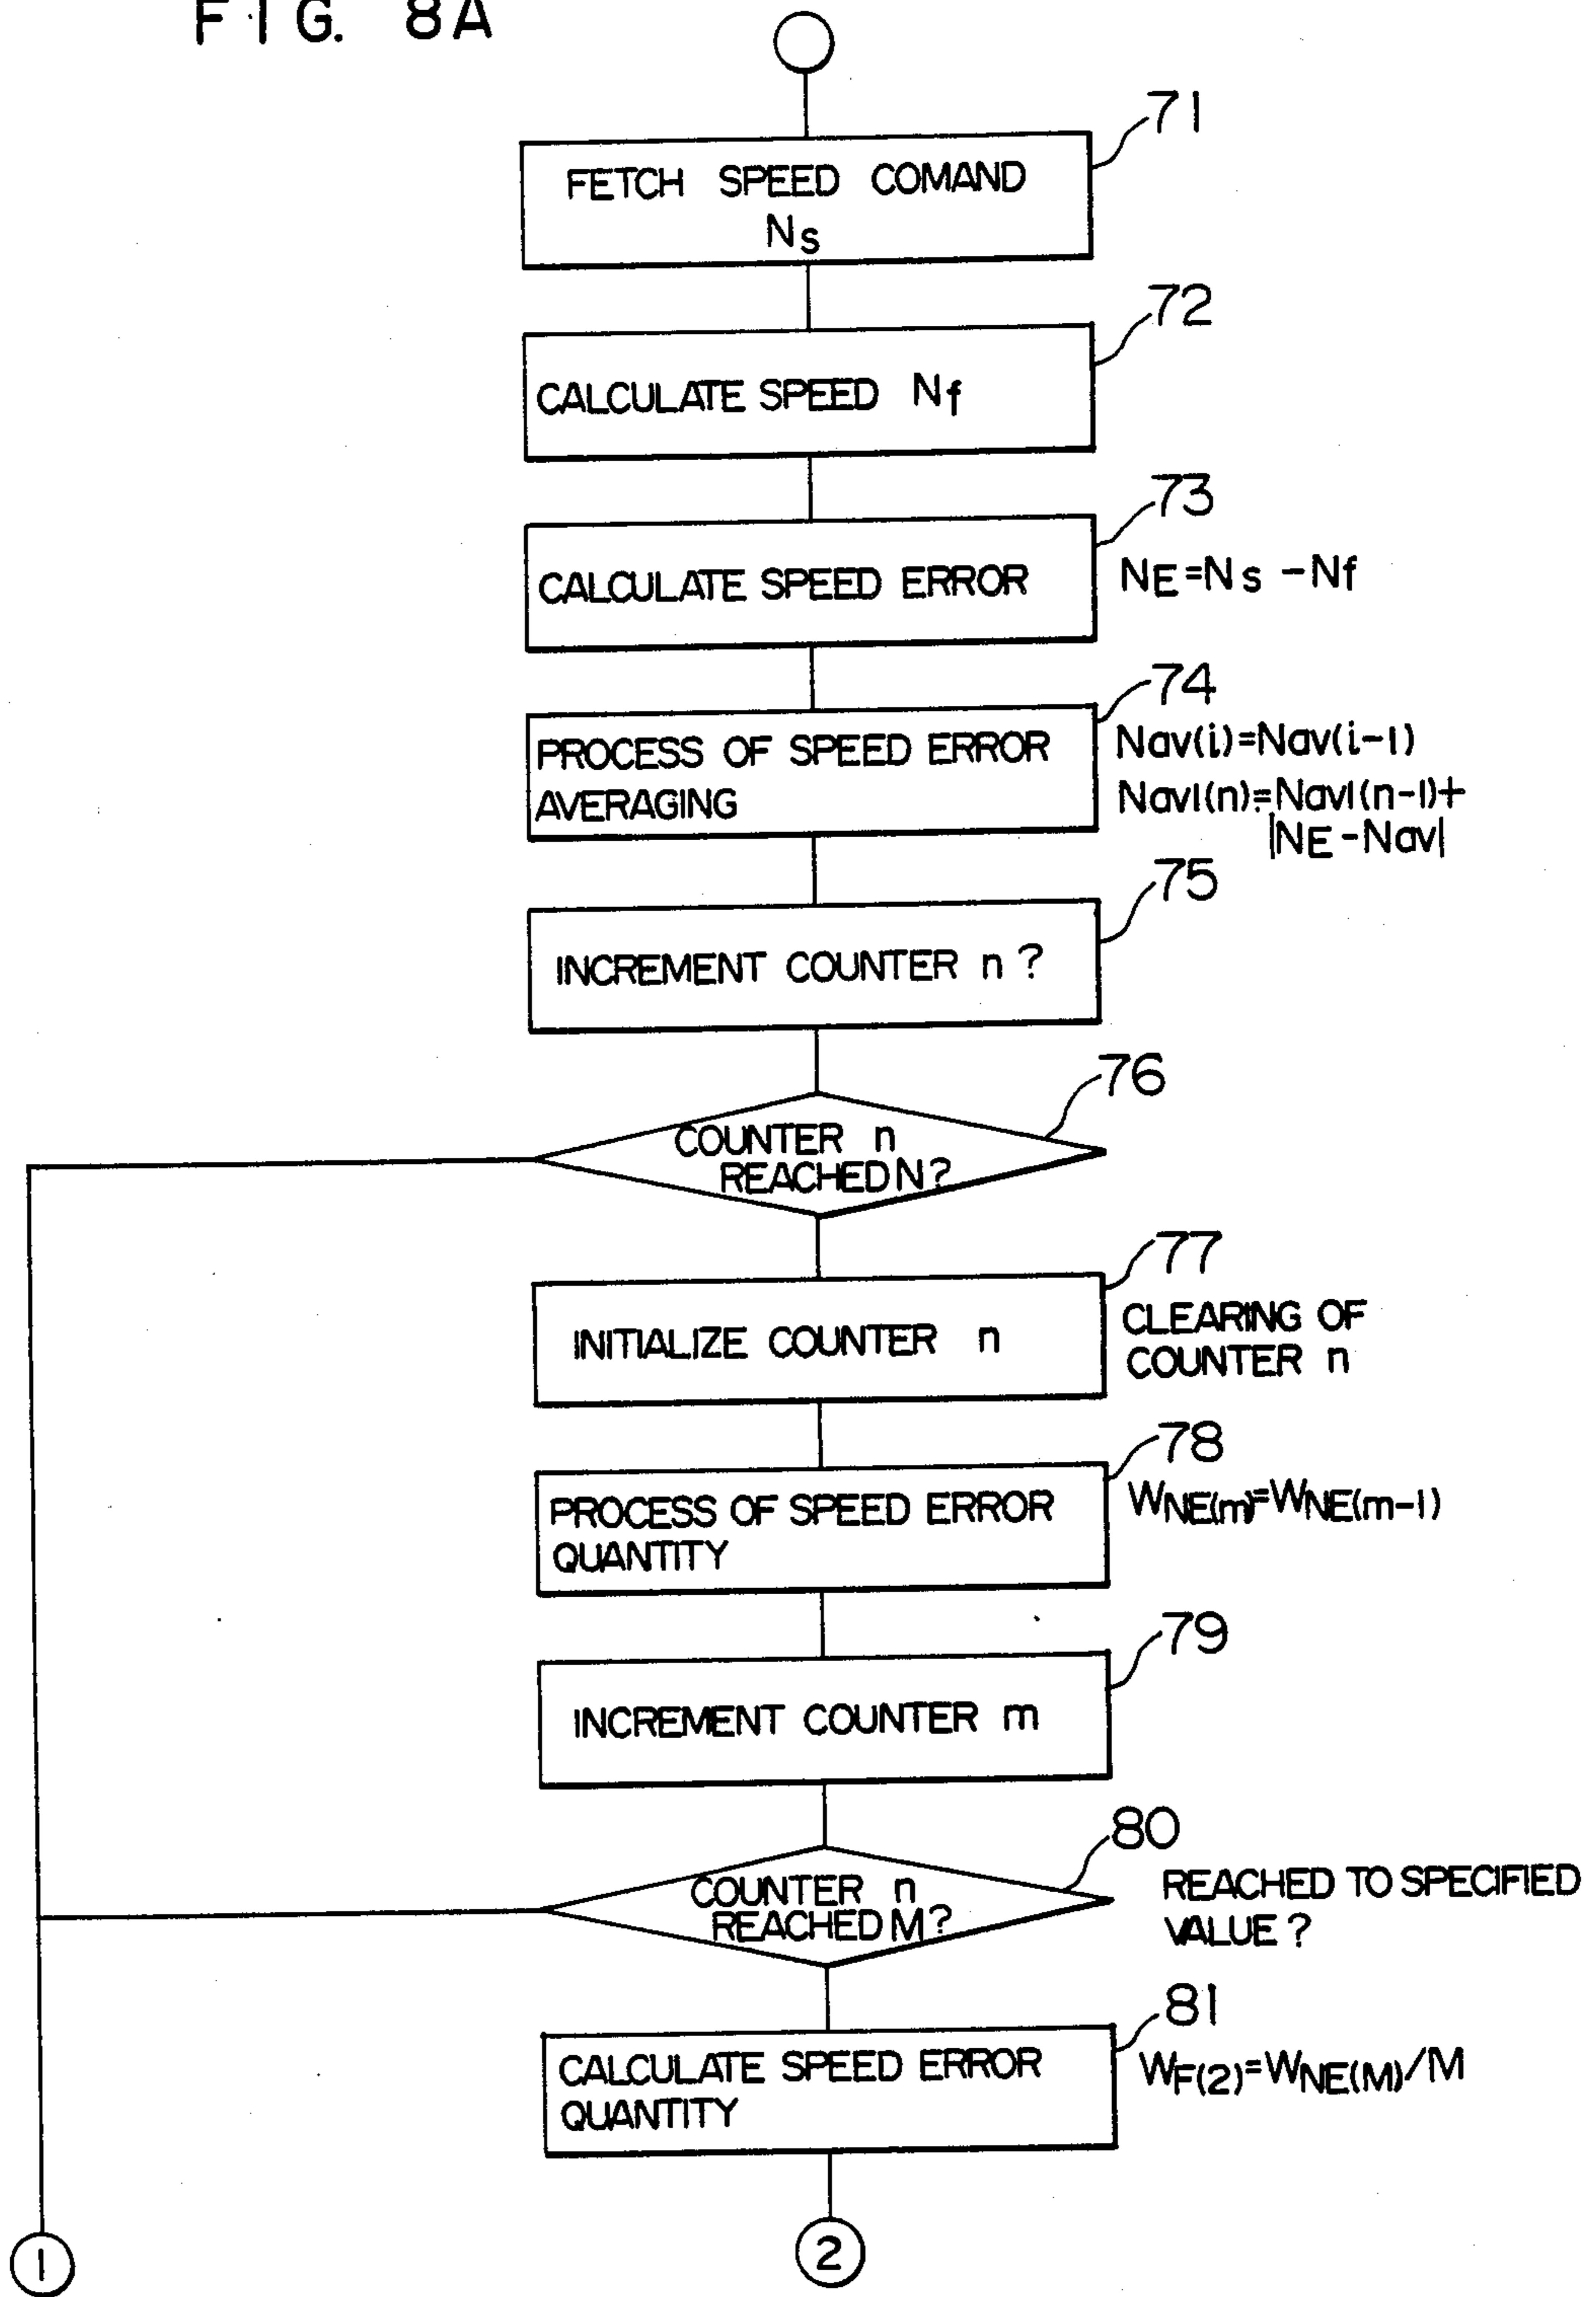 FIG. 8A
71
FETCH SPEED COMAND
Ns
72
CALCULATE SPEED Nf
73
CALCULATE SPEED ERROR
NE=Ns-Nf
74
PROCESS OF SPEED ERROR
AVERAGING
Nav(i)=Nav(i-1)
Nav1(n)=Nav1(n-1)+
|NE-Nav|
75
INCREMENT COUNTER n ?
76
COUNTER n
REACHED N?
77
INITIALIZE COUNTER n
CLEARING OF
COUNTER n
78
PROCESS OF SPEED ERROR
QUANTITY
WNE(m)=WNE(m-1)
79
INCREMENT COUNTER m
80
COUNTER n
REACHED M?
REACHED TO SPECIFIED
VALUE ?
81
CALCULATE SPEED ERROR
QUANTITY
WF(2)=WNE(M)/M
1
2